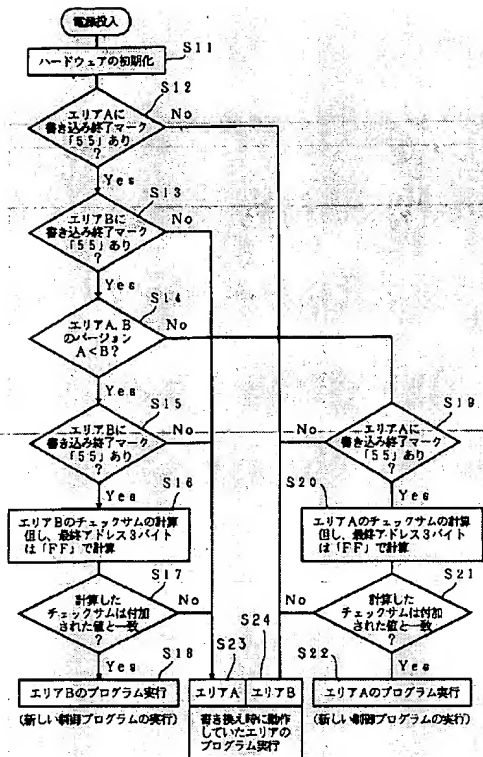 電源投入
ハードウェアの初期化
S11
エリアAに
書き込み終了マーク
「55」あり
?
S12
No
Yes
エリアBに
書き込み終了マーク
「55」あり
?
S13
No
Yes
エリアA,B
のバージョン
A<B?
S14
No
Yes
エリアBに
書き込み終了マーク
「55」あり
?
S15
No
Yes
エリアAに
書き込み終了マーク
「55」あり
?
S19
No
Yes
S16
エリアBのチェックサムの計算
但し、最終アドレス3バイト
は「FF」で計算
S20
エリアAのチェックサムの計算
但し、最終アドレス3バイト
は「FF」で計算
計算した
チェックサムは付加
された値と一致
?
S17
No
Yes
計算した
チェックサムは付加
された値と一致
?
S21
No
Yes
S18
エリアBのプログラム実行
(新しい制御プログラムの実行)
S23
S24
エリアA
エリアB
書き換え時に動作
していたエリアの
プログラム実行
S22
エリアAのプログラム実行
(新しい制御プログラムの実行)